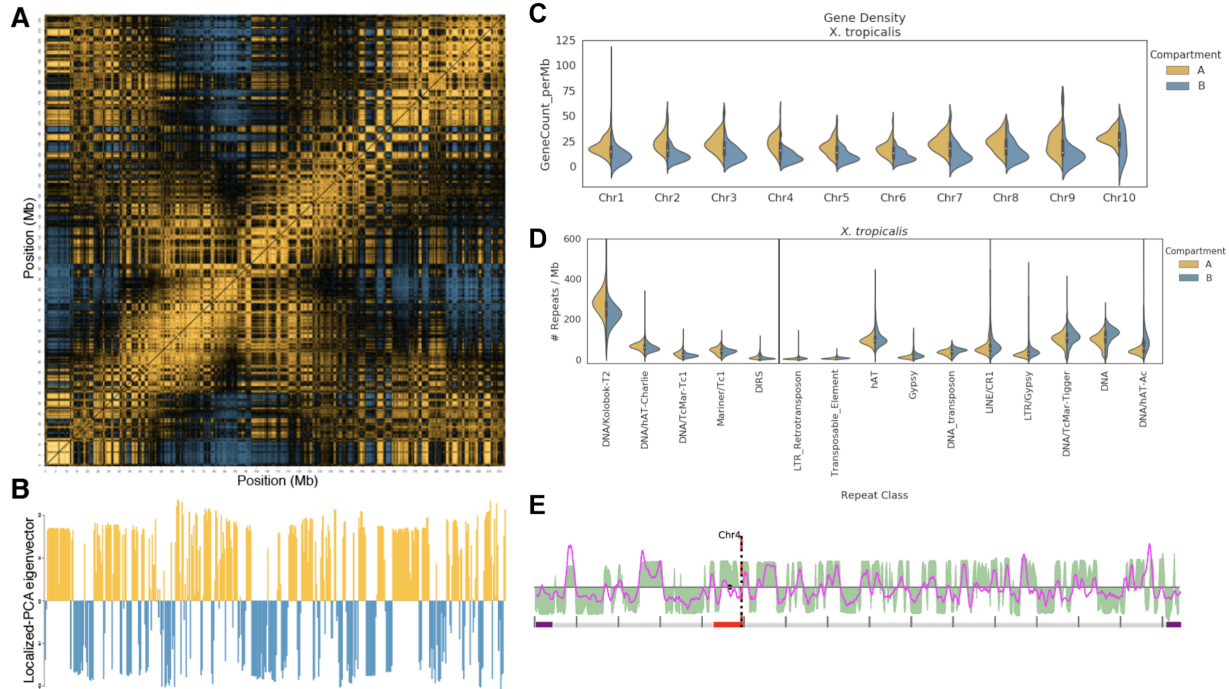 A
Position (Mb)
Position (Mb)
B
Localized-PCA eigenvector
C
Gene Density
X. tropicalis
GeneCount_perMb
125
100
75
50
25
0
Chr1 Chr2 Chr3 Chr4 Chr5 Chr6 Chr7 Chr8 Chr9 Chr10
Compartment
A
B
D
X. tropicalis
# Repeats / Mb
600
400
200
0
DNA/Kolobok-T2
DNA/hAT-Charlie
DNA/TcMar-Tc1
Mariner/Tc1
DIRS
LTR_Retrotransposon
Transposable_Element
hAT
Gypsy
DNA_transposon
LINE/CR1
LTR/Gypsy
DNA/TcMar-Tigger
DNA
DNA/hAT-Ac
Repeat Class
Compartment
A
B
E
Chr4